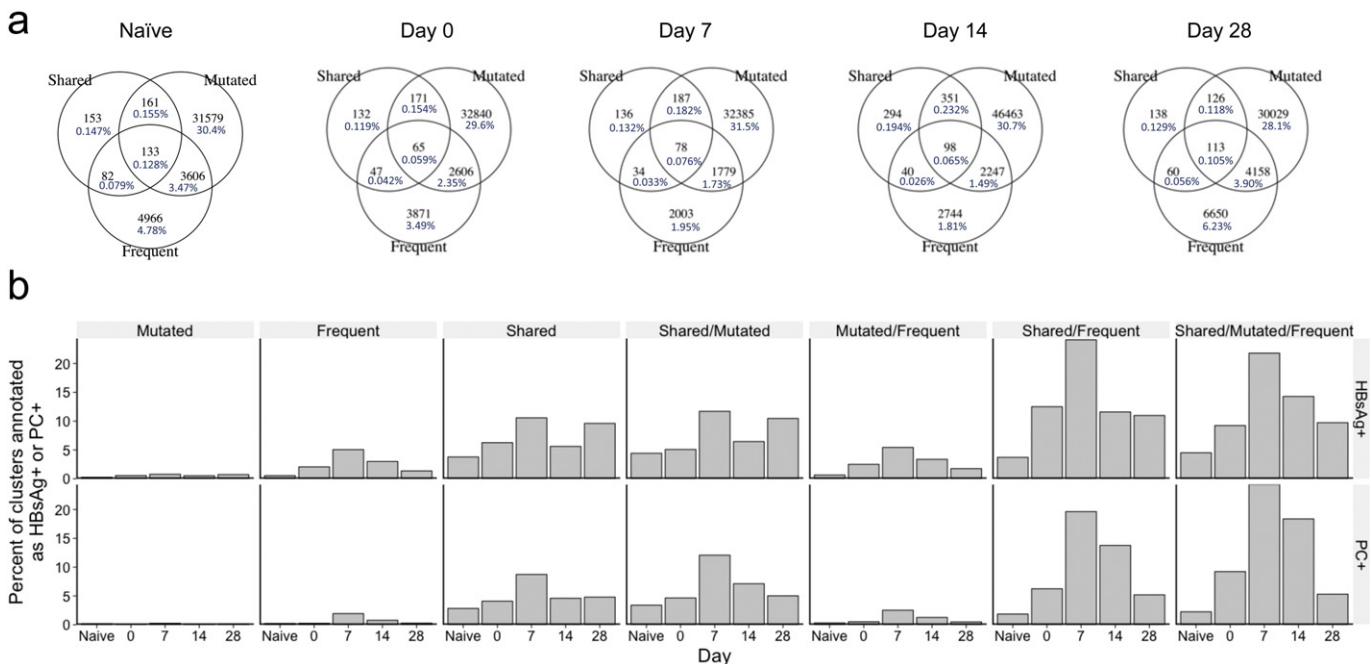 a
Naïve
Shared
Mutated
153
0.147%
161
0.155%
31579
30.4%
133
0.128%
82
0.079%
3606
3.47%
4966
4.78%
Frequent
Day 0
Shared
Mutated
132
0.119%
171
0.154%
32840
29.6%
65
0.059%
47
0.042%
2606
2.35%
3871
3.49%
Frequent
Day 7
Shared
Mutated
136
0.132%
187
0.182%
32385
31.5%
78
0.076%
34
0.033%
1779
1.73%
2003
1.95%
Frequent
Day 14
Shared
Mutated
294
0.194%
351
0.232%
46463
30.7%
98
0.065%
40
0.026%
2247
1.49%
2744
1.81%
Frequent
Day 28
Shared
Mutated
138
0.129%
126
0.118%
30029
28.1%
113
0.105%
60
0.056%
4158
3.90%
6650
6.23%
Frequent
b
Percent of clusters annotated
as HBsAg+ or PC+
Mutated
Frequent
Shared
Shared/Mutated
Mutated/Frequent
Shared/Frequent
Shared/Mutated/Frequent
20
15
10
5
0
HBsAg+
20
15
10
5
0
PC+
Naive 0 7 14 28
Naive 0 7 14 28
Naive 0 7 14 28
Naive 0 7 14 28
Naive 0 7 14 28
Naive 0 7 14 28
Naive 0 7 14 28
Day